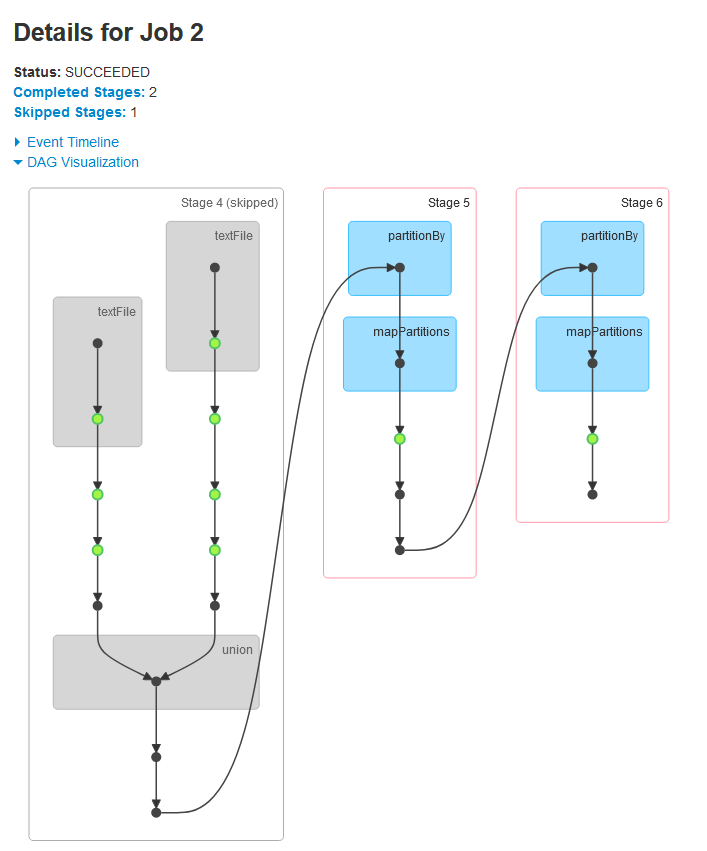 Details for Job 2
Status: SUCCEEDED
Completed Stages: 2
Skipped Stages: 1
Event Timeline
DAG Visualization
Stage 4 (skipped)
textFile
textFile
union
Stage 5
partitionBy
mapPartitions
Stage 6
partitionBy
mapPartitions